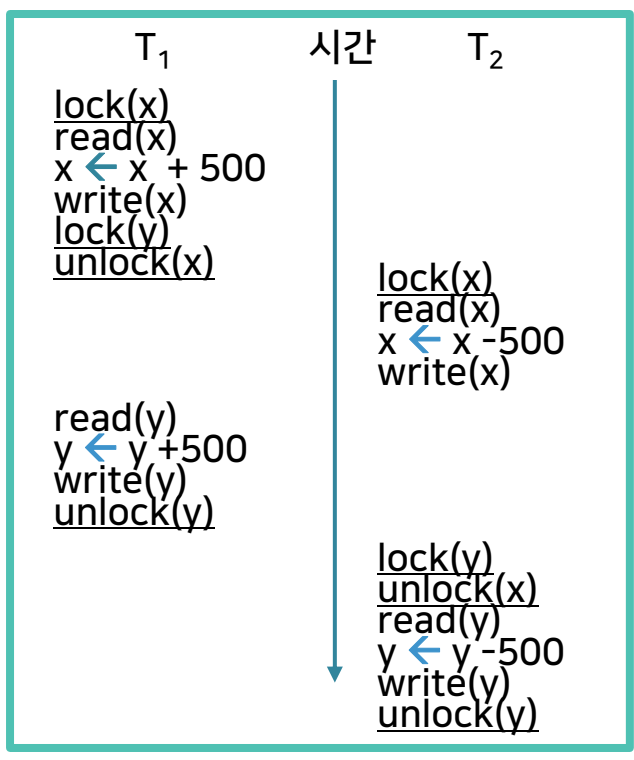 T₁ 시간 T₂
lock(x)
read(x)
x ← x + 500
write(x)
lock(y)
unlock(x)
lock(x)
read(x)
x ← x -500
write(x)
read(y)
y ← y +500
write(y)
unlock(y)
lock(y)
unlock(x)
read(y)
y ← y -500
write(y)
unlock(y)